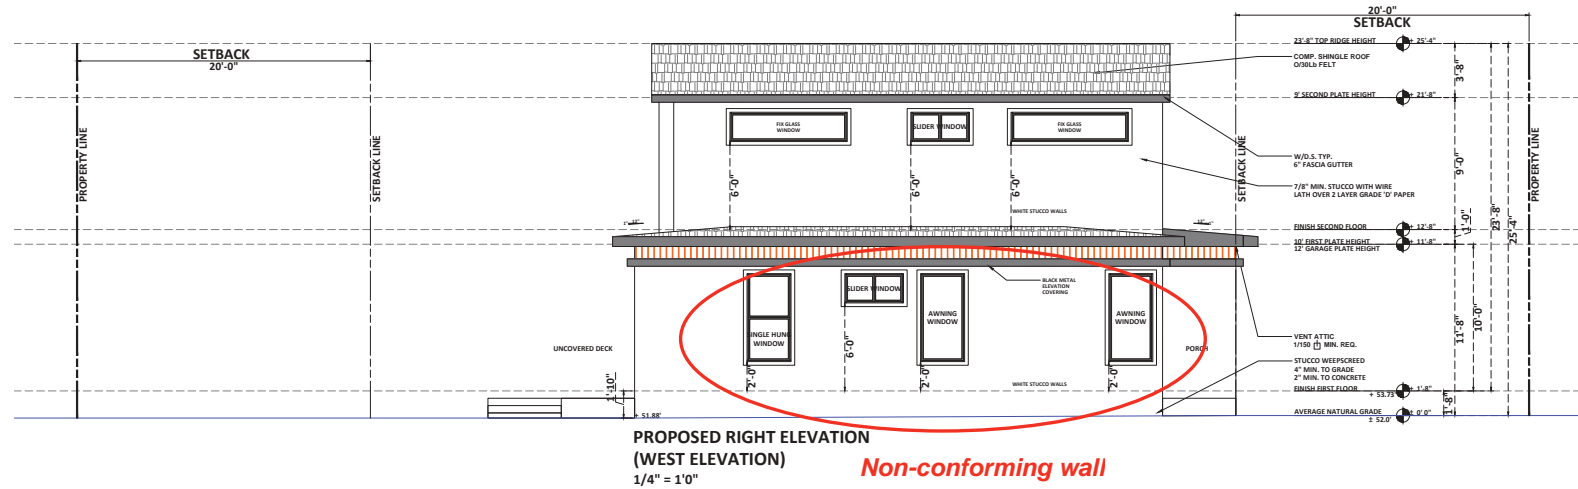 20'-0"
SETBACK
SETBACK
20'-0"
23'-8" TOP RIDGE HEIGHT
+ 25'-4"
COMP. SHINGLE ROOF
O/30Lb FELT
3'-8"
9' SECOND PLATE HEIGHT
+ 21'-8"
FIX GLASS
WINDOW
SLIDER WINDOW
FIX GLASS
WINDOW
PROPERTY LINE
SETBACK LINE
SETBACK LINE
PROPERTY LINE
W/D.S. TYP.
6" FASCIA GUTTER
9'-0"
6'-0"
6'-0"
6'-0"
7/8" MIN. STUCCO WITH WIRE
LATH OVER 2 LAYER GRADE 'D' PAPER
WHITE STUCCO WALLS
12"
12"
1'-0"
23'-8"
25'-4"
FINISH SECOND FLOOR
+ 12'-8"
10' FIRST PLATE HEIGHT
+ 11'-8"
12' GARAGE PLATE HEIGHT
BLACK METAL
ELEVATION
COVERING
SLIDER WINDOW
AWNING
WINDOW
AWNING
WINDOW
SINGLE HUNG
WINDOW
11'-8"
10'-0"
VENT ATTIC
1/150 MIN. REQ.
UNCOVERED DECK
6'-0"
PORCH
STUCCO WEEPSCREED
4" MIN. TO GRADE
2" MIN. TO CONCRETE
2'-0"
2'-0"
2'-0"
1'-10"
WHITE STUCCO WALLS
FINISH FIRST FLOOR
+ 1'-8"
+ 53.73'
1'-8"
+ 51.88'
AVERAGE NATURAL GRADE
± 0' 0"
± 52.0'
PROPOSED RIGHT ELEVATION
(WEST ELEVATION)
1/4" = 1'0"
Non-conforming wall